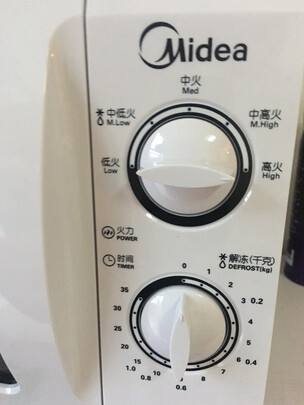 Midea
中火
Med
中低火
M.Low
中高火
M.High
低火
Low
高火
High
火力
POWER
解冻(千克)
DEFROST(kg)
时间
TIMER
0
1
2
3 0.2
4
5
6 0.4
8
0.6
10
0.8
15
1.0
20
25
30
35